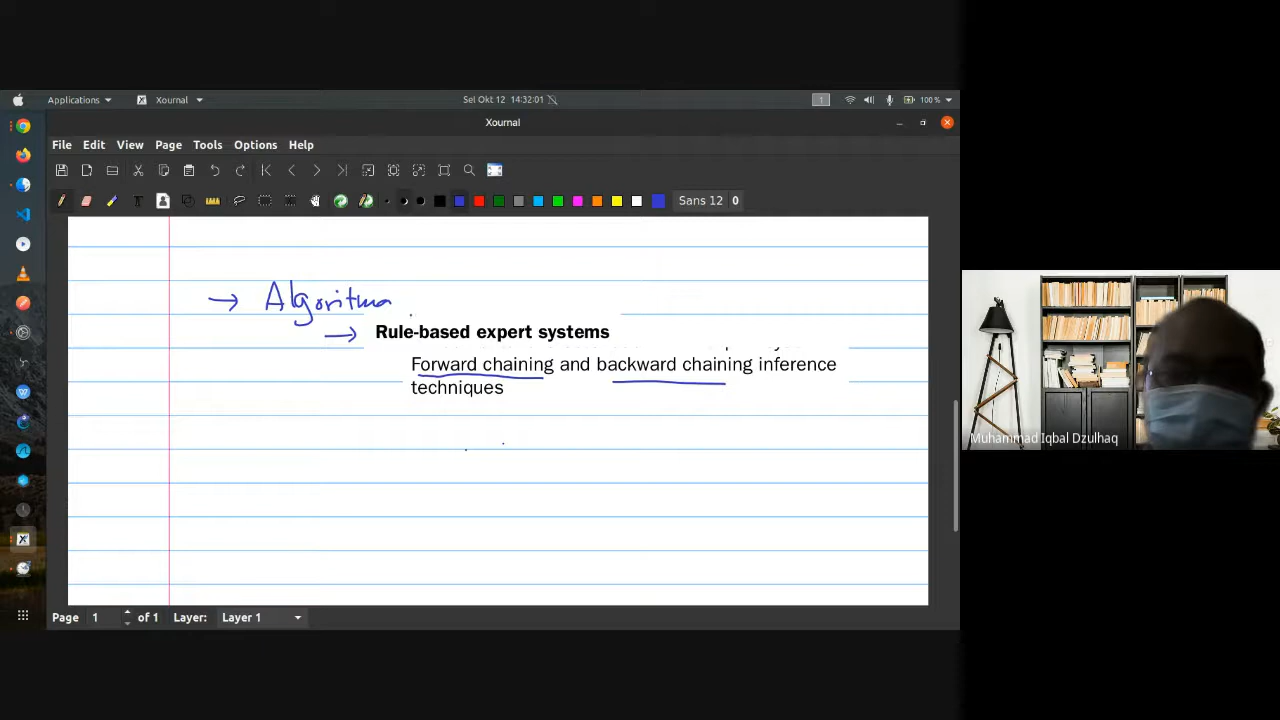 Applications
Xournal
Sel Okt 12 14:32:01
1
100 %
Xournal
File Edit View Page Tools Options Help
Sans 12 0
→ Algoritma
→ Rule-based expert systems
Forward chaining and backward chaining inference
techniques
Muhammad Iqbal Dzulhaq
Page 1 of 1 Layer: Layer 1